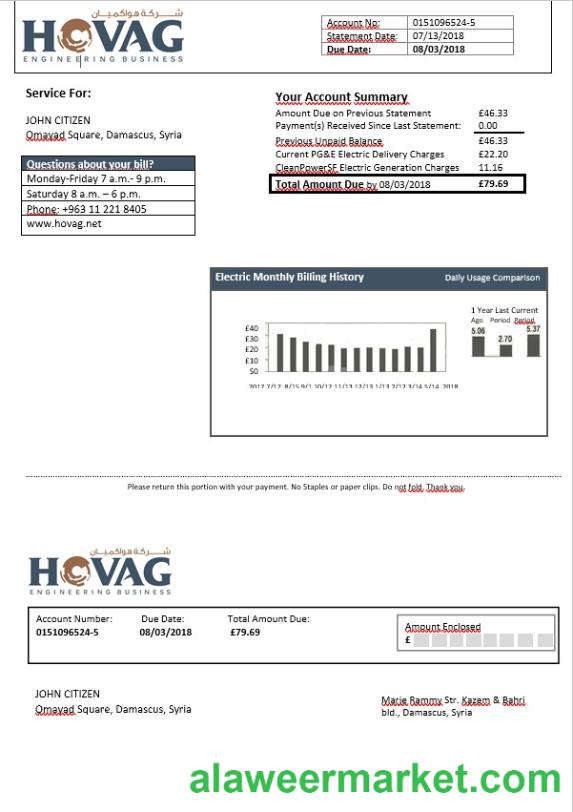 شركة هواكميان
HOVAG
ENGINEERING BUSINESS
Account No: 0151096524-5
Statement Date: 07/13/2018
Due Date: 08/03/2018
Service For:
JOHN CITIZEN
Omayad Square, Damascus, Syria
Questions about your bill?
Monday-Friday 7 a.m.- 9 p.m.
Saturday 8 a.m. – 6 p.m.
Phone: +963 11 221 8405
www.hovag.net
Your Account Summary
Amount Due on Previous Statement £46.33
Payment(s) Received Since Last Statement: 0.00
Previous Unpaid Balance £46.33
Current PG&E Electric Delivery Charges £22.20
CleanPowerSF Electric Generation Charges 11.16
Total Amount Due by 08/03/2018 £79.69
Electric Monthly Billing History Daily Usage Comparison
1 Year Last Current
Ago Period Period
5.06 2.70 5.37
£40
£30
£20
£10
$0
2017 7/17 8/15 9/1 10/12 11/13 12/13 1/13 2/12 3/14 5/14 2018
Please return this portion with your payment. No Staples or paper clips. Do not fold. Thank you.
شركة هواكميان
HOVAG
ENGINEERING BUSINESS
Account Number: Due Date: Total Amount Due:
0151096524-5 08/03/2018 £79.69
Amount Enclosed
£
JOHN CITIZEN
Omayad Square, Damascus, Syria
Marie Rammy Str. Kazem & Bahri
bld., Damascus, Syria
alaweermarket.com